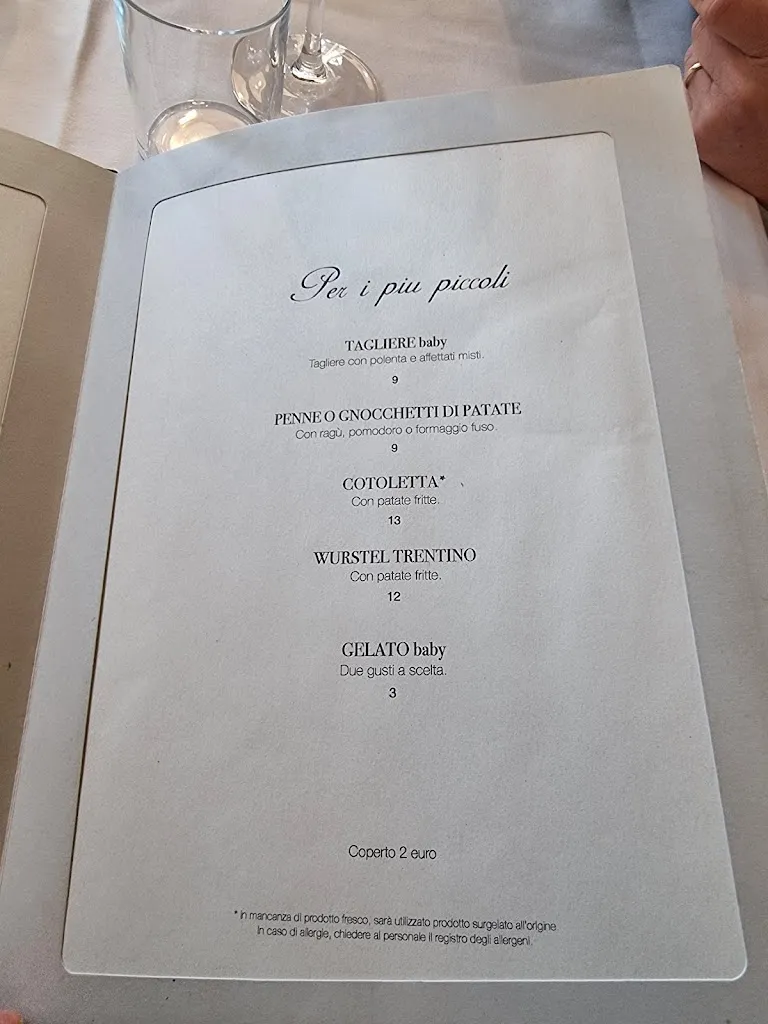 Per i piu piccoli
TAGLIERE baby
Tagliere con polenta e affettati misti.
9
PENNE O GNOCCHETTI DI PATATE
Con ragù, pomodoro o formaggio fuso.
9
COTOLETTA*
Con patate fritte.
13
WURSTEL TRENTINO
Con patate fritte.
12
GELATO baby
Due gusti a scelta.
3
Coperto 2 euro
* In mancanza di prodotto fresco, sarà utilizzato prodotto surgelato all'origine
In caso di allergie, chiedere al personale il registro degli allergeni.